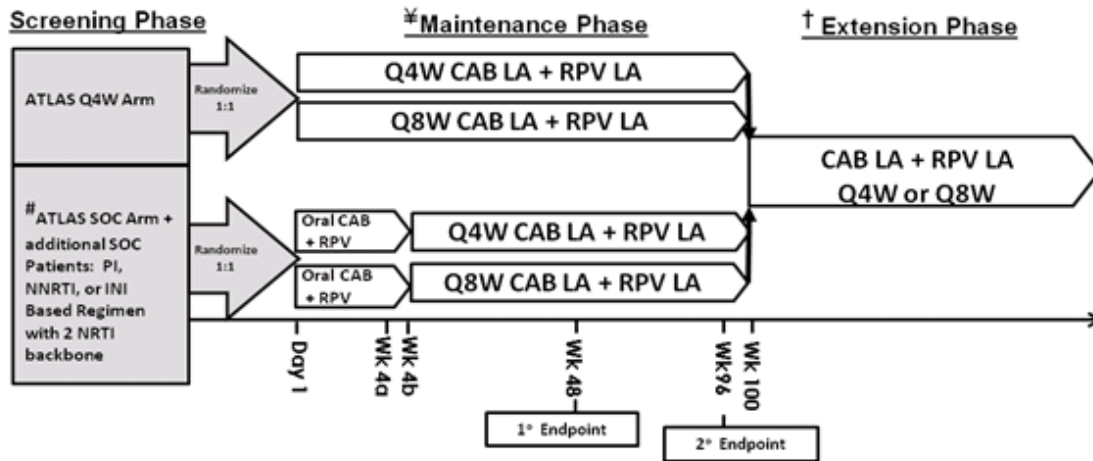 Screening Phase
¥Maintenance Phase
† Extension Phase
ATLAS Q4W Arm
Randomize
1:1
Q4W CAB LA + RPV LA
Q8W CAB LA + RPV LA
CAB LA + RPV LA
Q4W or Q8W
#ATLAS SOC Arm +
additional SOC
Patients: PI,
NNRTI, or INI
Based Regimen
with 2 NRTI
backbone
Randomize
1:1
Oral CAB
+ RPV
Q4W CAB LA + RPV LA
Oral CAB
+ RPV
Q8W CAB LA + RPV LA
Day 1
Wk 4a
Wk 4b
Wk 48
Wk96
Wk 100
1° Endpoint
2° Endpoint